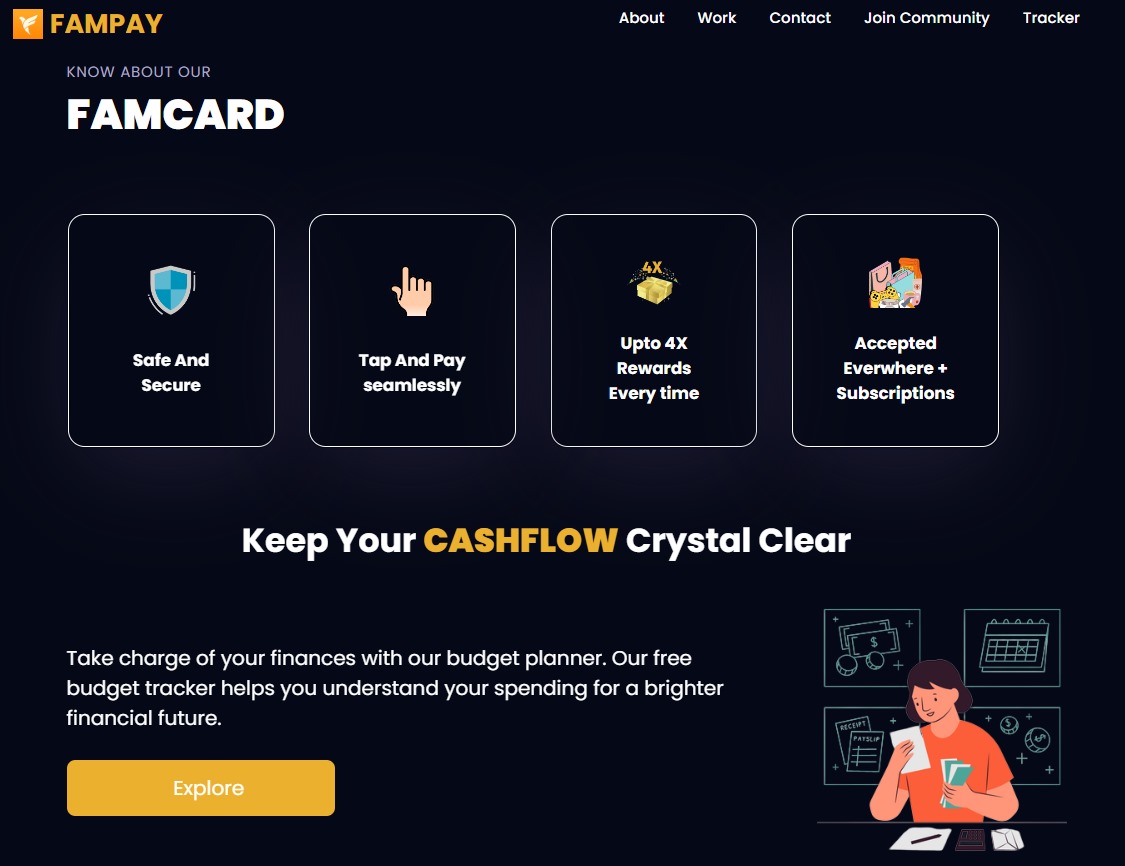 FAMPAY
About Work Contact Join Community Tracker
KNOW ABOUT OUR
FAMCARD
Safe And
Secure
Tap And Pay
seamlessly
4X
Upto 4X
Rewards
Every time
Accepted
Everwhere +
Subscriptions
Keep Your CASHFLOW Crystal Clear
Take charge of your finances with our budget planner. Our free
budget tracker helps you understand your spending for a brighter
financial future.
Explore
$
RECEIPT
PAYSLIP
$
$